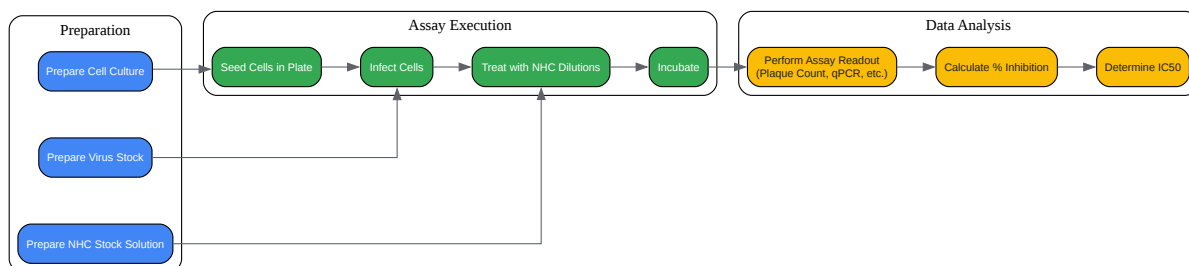 Preparation
Prepare Cell Culture
Prepare Virus Stock
Prepare NHC Stock Solution
Assay Execution
Seed Cells in Plate
Infect Cells
Treat with NHC Dilutions
Incubate
Data Analysis
Perform Assay Readout
(Plaque Count, qPCR, etc.)
Calculate % Inhibition
Determine IC50